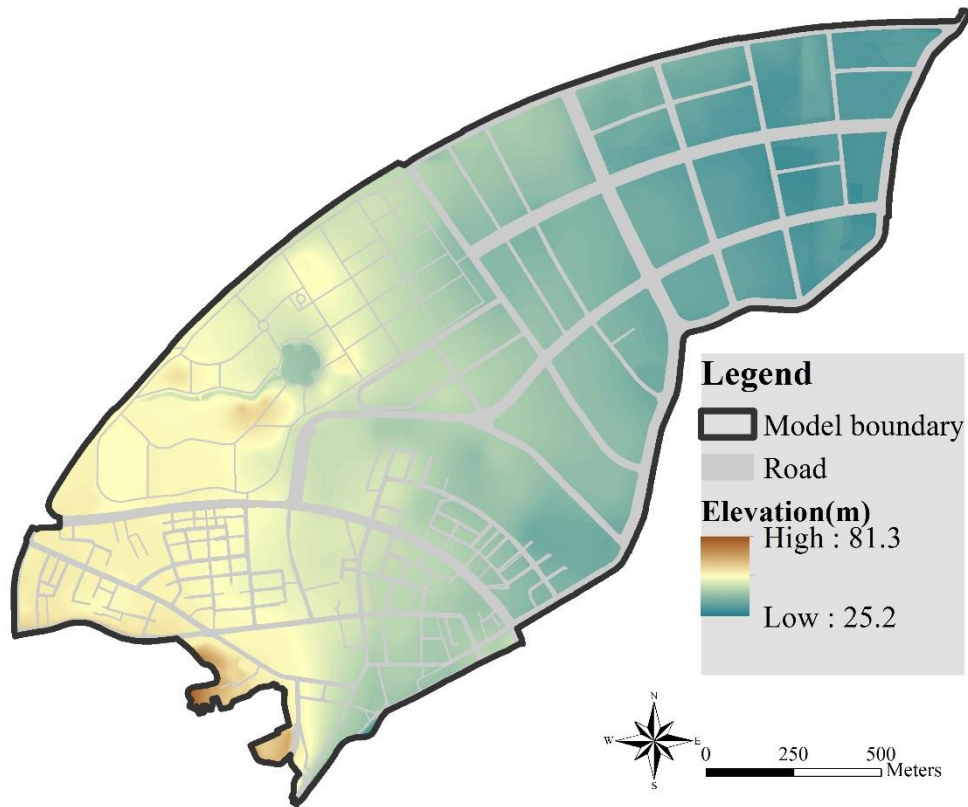 Legend
Model boundary
Road
Elevation(m)
High : 81.3
Low : 25.2
N
W E
S
0 250 500
Meters